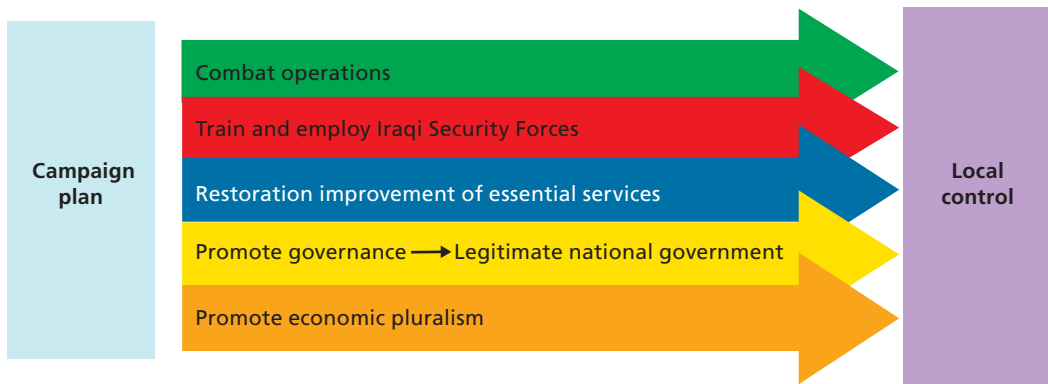 Campaign
plan
Combat operations
Train and employ Iraqi Security Forces
Restoration improvement of essential services
Promote governance → Legitimate national government
Promote economic pluralism
Local
control